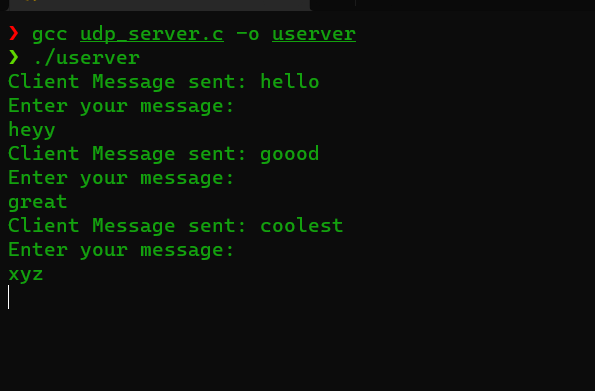 ❯ gcc udp_server.c -o userver
❯ ./userver
Client Message sent: hello
Enter your message:
heyy
Client Message sent: goood
Enter your message:
great
Client Message sent: coolest
Enter your message:
xyz